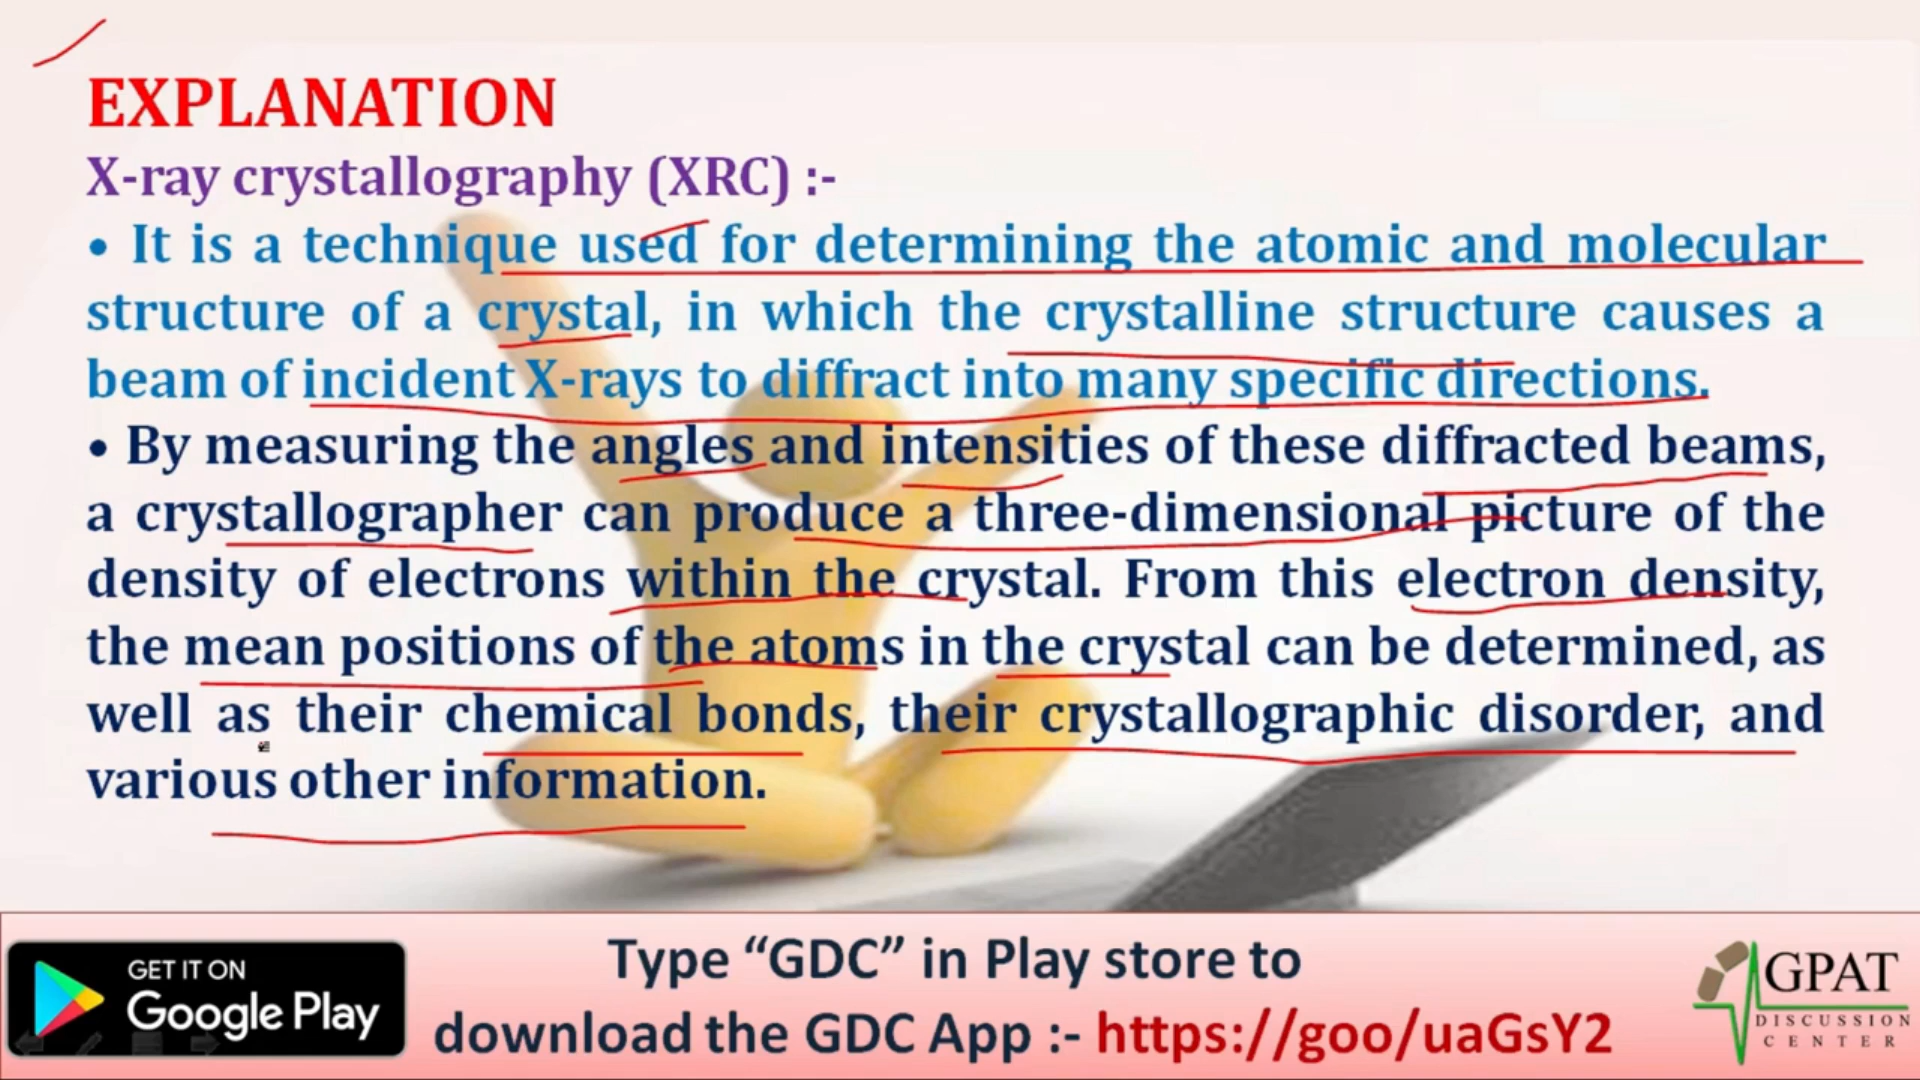 EXPLANATION
X-ray crystallography (XRC) :-
• It is a technique used for determining the atomic and molecular
structure of a crystal, in which the crystalline structure causes a
beam of incident X-rays to diffract into many specific directions.
• By measuring the angles and intensities of these diffracted beams,
a crystallographer can produce a three-dimensional picture of the
density of electrons within the crystal. From this electron density,
the mean positions of the atoms in the crystal can be determined, as
well as their chemical bonds, their crystallographic disorder, and
various other information.
GET IT ON
Google Play
Type “GDC” in Play store to
download the GDC App :- https://goo/uaGsY2
GPAT
DISCUSSION
CENTER